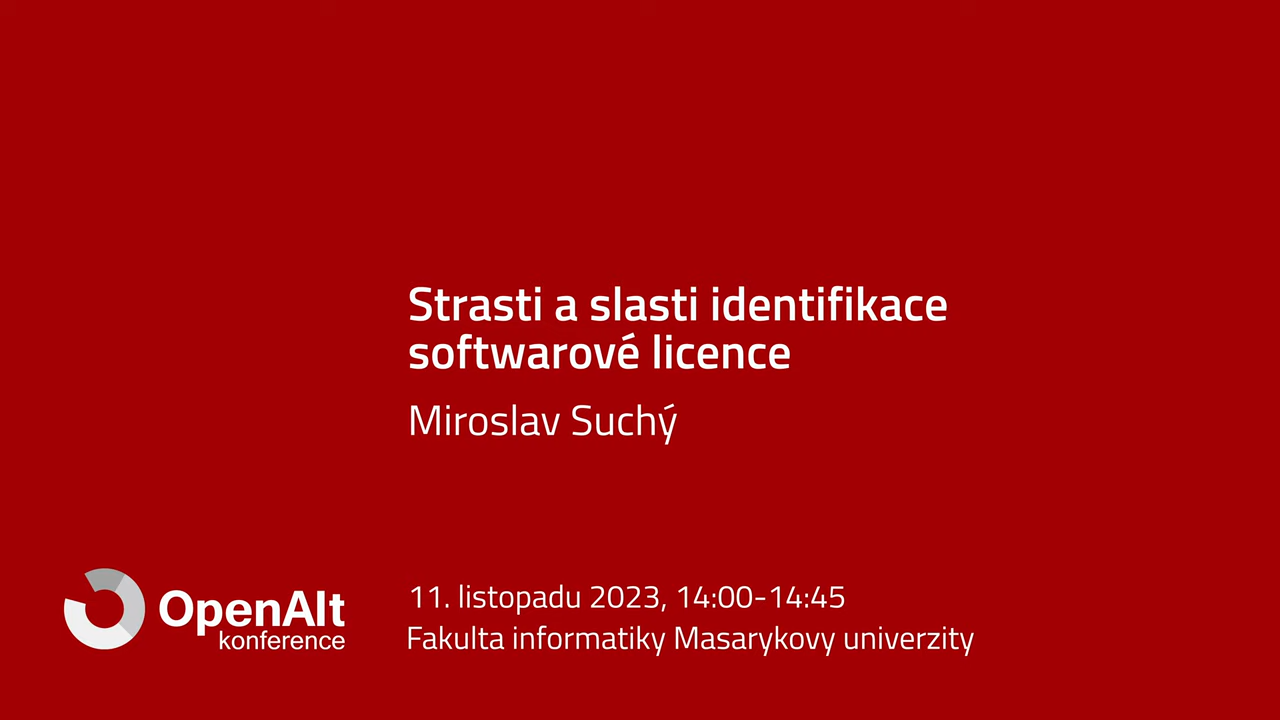 Strasti a slasti identifikace
softwarové licence
Miroslav Suchý
OpenAlt
konference
11. listopadu 2023, 14:00-14:45
Fakulta informatiky Masarykovy univerzity